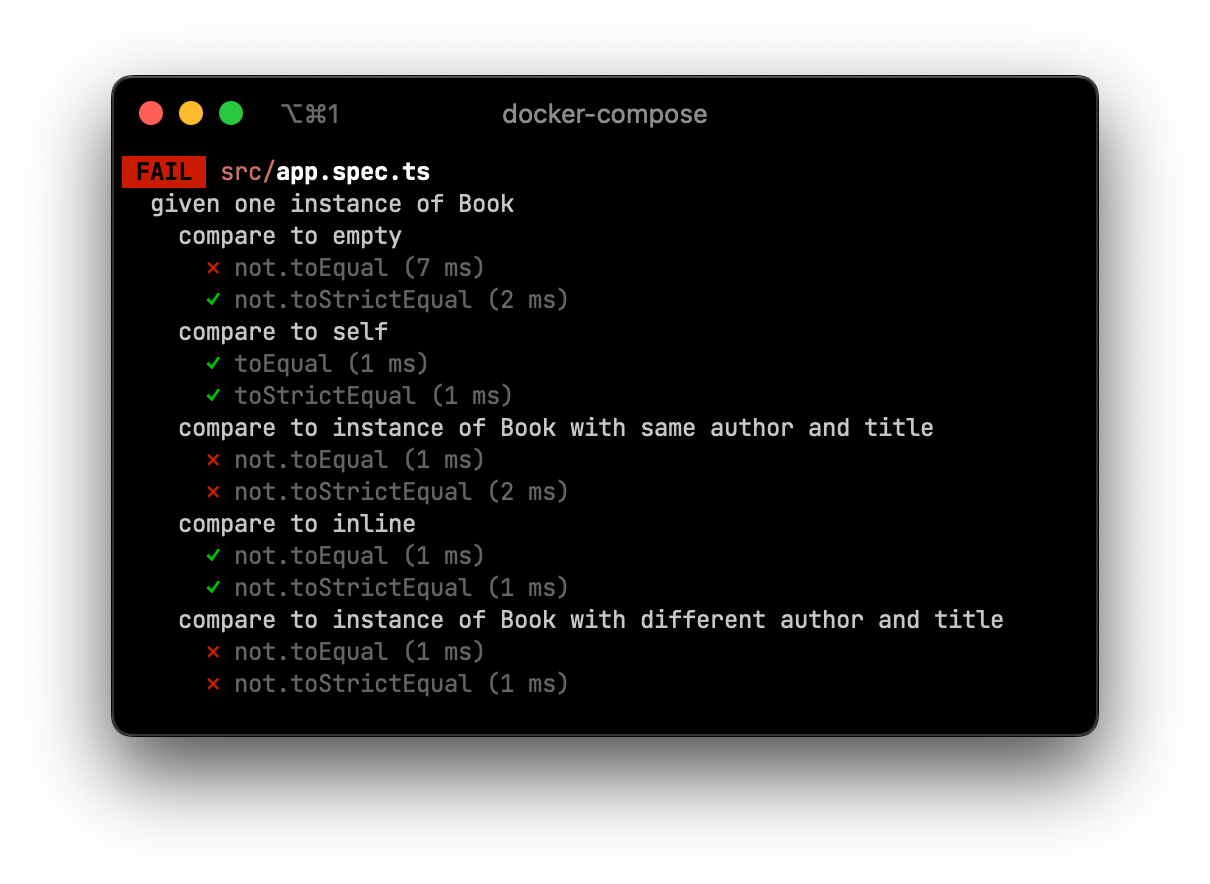 ⌥⌘1 docker-compose
FAIL src/app.spec.ts
given one instance of Book
compare to empty
✕ not.toEqual (7 ms)
✓ not.toStrictEqual (2 ms)
compare to self
✓ toEqual (1 ms)
✓ toStrictEqual (1 ms)
compare to instance of Book with same author and title
✕ not.toEqual (1 ms)
✕ not.toStrictEqual (2 ms)
compare to inline
✓ not.toEqual (1 ms)
✓ not.toStrictEqual (1 ms)
compare to instance of Book with different author and title
✕ not.toEqual (1 ms)
✕ not.toStrictEqual (1 ms)